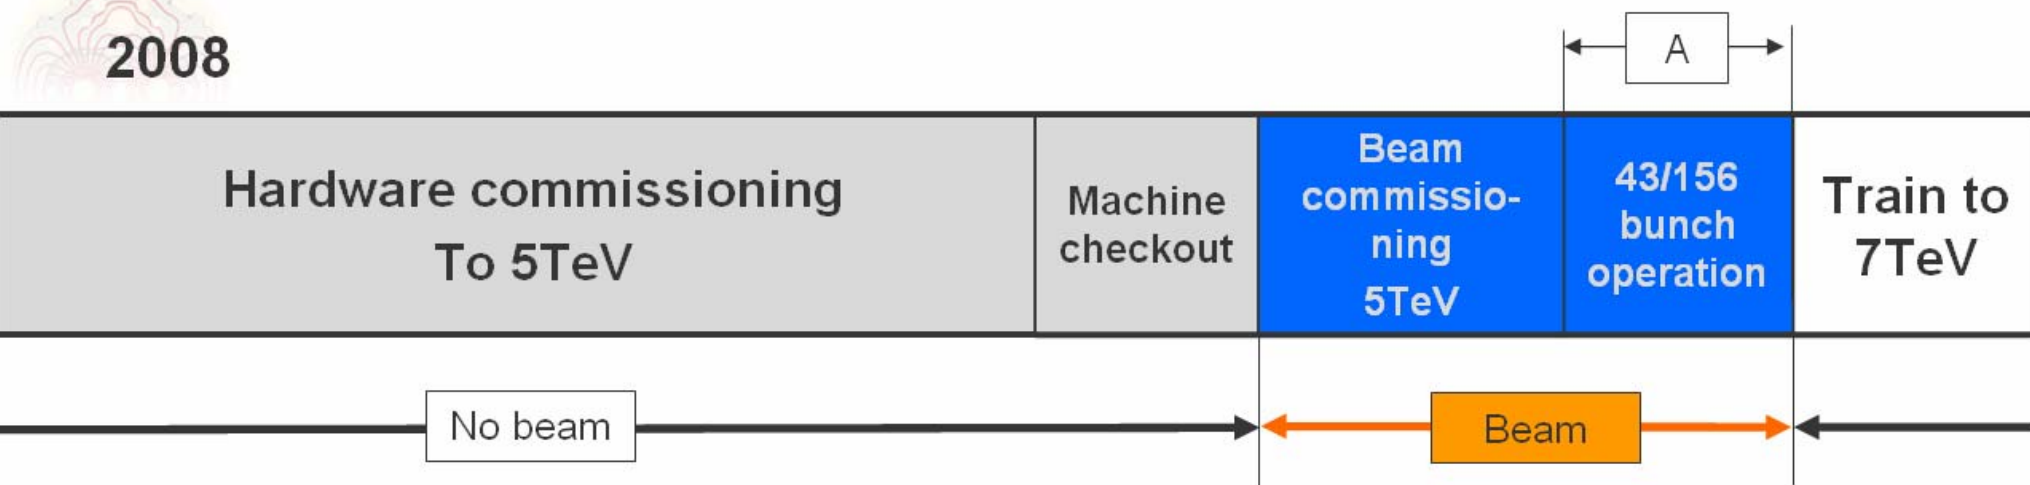 2008
A
Hardware commissioning
To 5TeV
Machine
checkout
Beam
commissio-
ning
5TeV
43/156
bunch
operation
Train to
7TeV
No beam
Beam